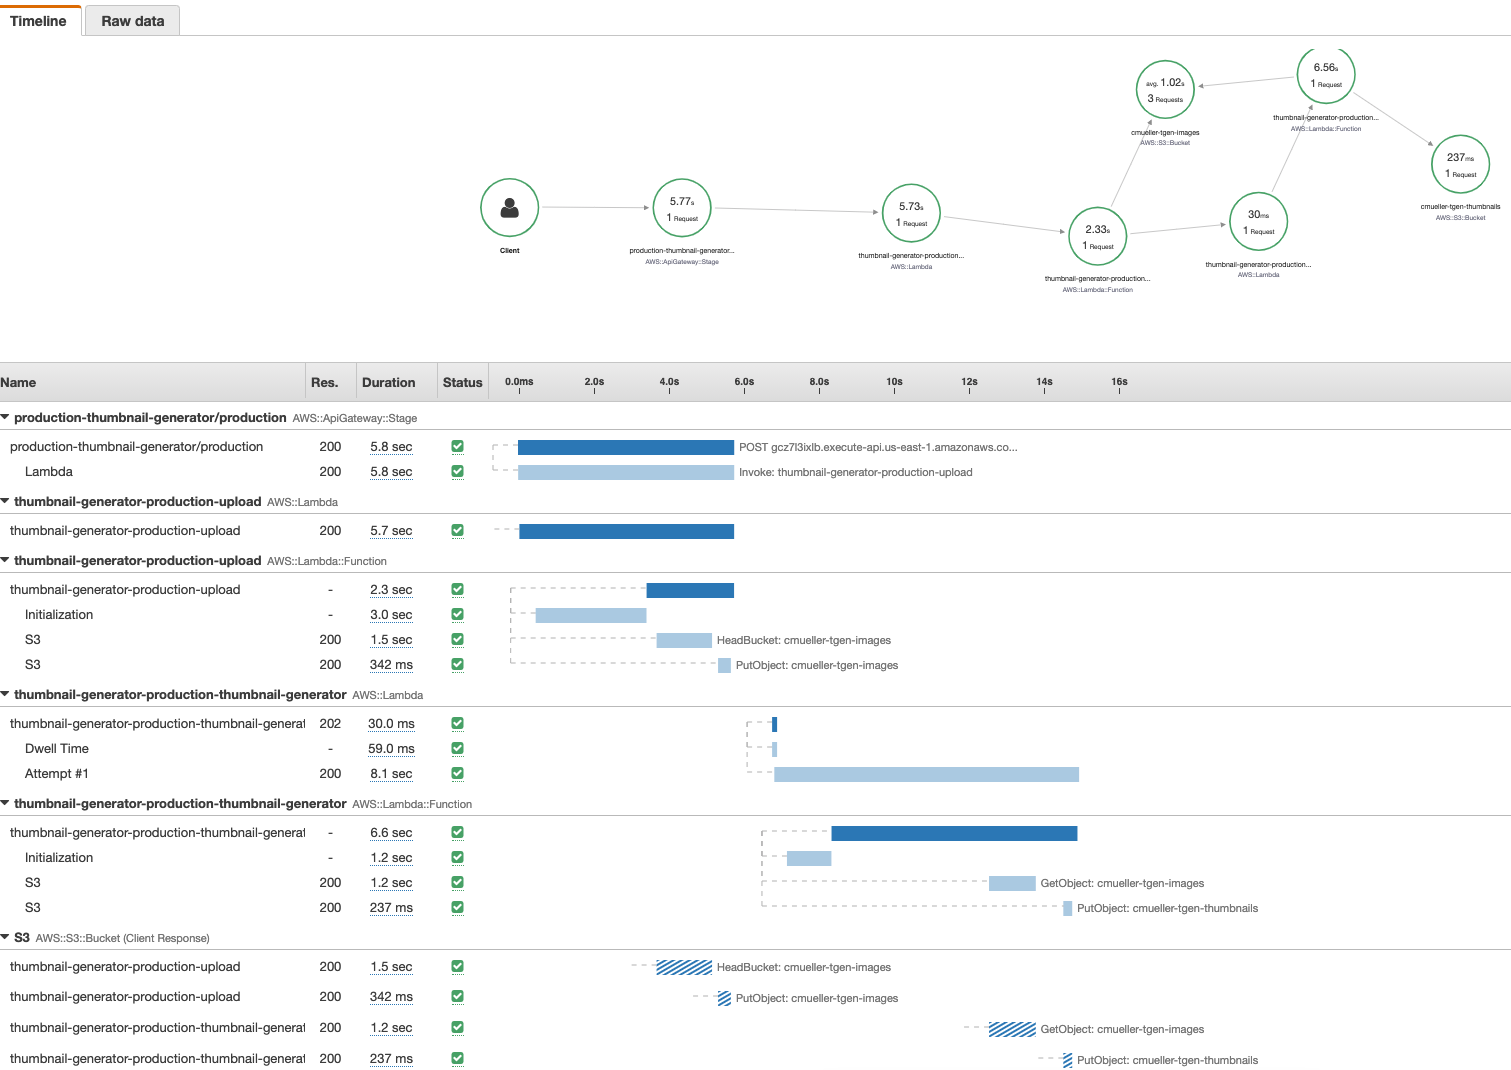 Timeline
Raw data
avg. 1.02s
3 Requests
cmueller-tgen-images
AWS::S3::Bucket
6.56s
1 Request
thumbnail-generator-production...
AWS::Lambda::Function
237ms
1 Request
cmueller-tgen-thumbnails
AWS::S3::Bucket
Client
5.77s
1 Request
production-thumbnail-generator...
AWS::ApiGateway::Stage
5.73s
1 Request
thumbnail-generator-production...
AWS::Lambda
2.33s
1 Request
thumbnail-generator-production...
AWS::Lambda::Function
30ms
1 Request
thumbnail-generator-production...
AWS::Lambda
Name Res. Duration Status 0.0ms 2.0s 4.0s 6.0s 8.0s 10s 12s 14s 16s
production-thumbnail-generator/production AWS::ApiGateway::Stage
production-thumbnail-generator/production 200 5.8 sec POST gcz7l3ixlb.execute-api.us-east-1.amazonaws.co...
Lambda 200 5.8 sec Invoke: thumbnail-generator-production-upload
thumbnail-generator-production-upload AWS::Lambda
thumbnail-generator-production-upload 200 5.7 sec
thumbnail-generator-production-upload AWS::Lambda::Function
thumbnail-generator-production-upload - 2.3 sec
Initialization - 3.0 sec
S3 200 1.5 sec HeadBucket: cmueller-tgen-images
S3 200 342 ms PutObject: cmueller-tgen-images
thumbnail-generator-production-thumbnail-generator AWS::Lambda
thumbnail-generator-production-thumbnail-generat 202 30.0 ms
Dwell Time - 59.0 ms
Attempt #1 200 8.1 sec
thumbnail-generator-production-thumbnail-generator AWS::Lambda::Function
thumbnail-generator-production-thumbnail-generat - 6.6 sec
Initialization - 1.2 sec
S3 200 1.2 sec GetObject: cmueller-tgen-images
S3 200 237 ms PutObject: cmueller-tgen-thumbnails
S3 AWS::S3::Bucket (Client Response)
thumbnail-generator-production-upload 200 1.5 sec HeadBucket: cmueller-tgen-images
thumbnail-generator-production-upload 200 342 ms PutObject: cmueller-tgen-images
thumbnail-generator-production-thumbnail-generat 200 1.2 sec GetObject: cmueller-tgen-images
thumbnail-generator-production-thumbnail-generat 200 237 ms PutObject: cmueller-tgen-thumbnails